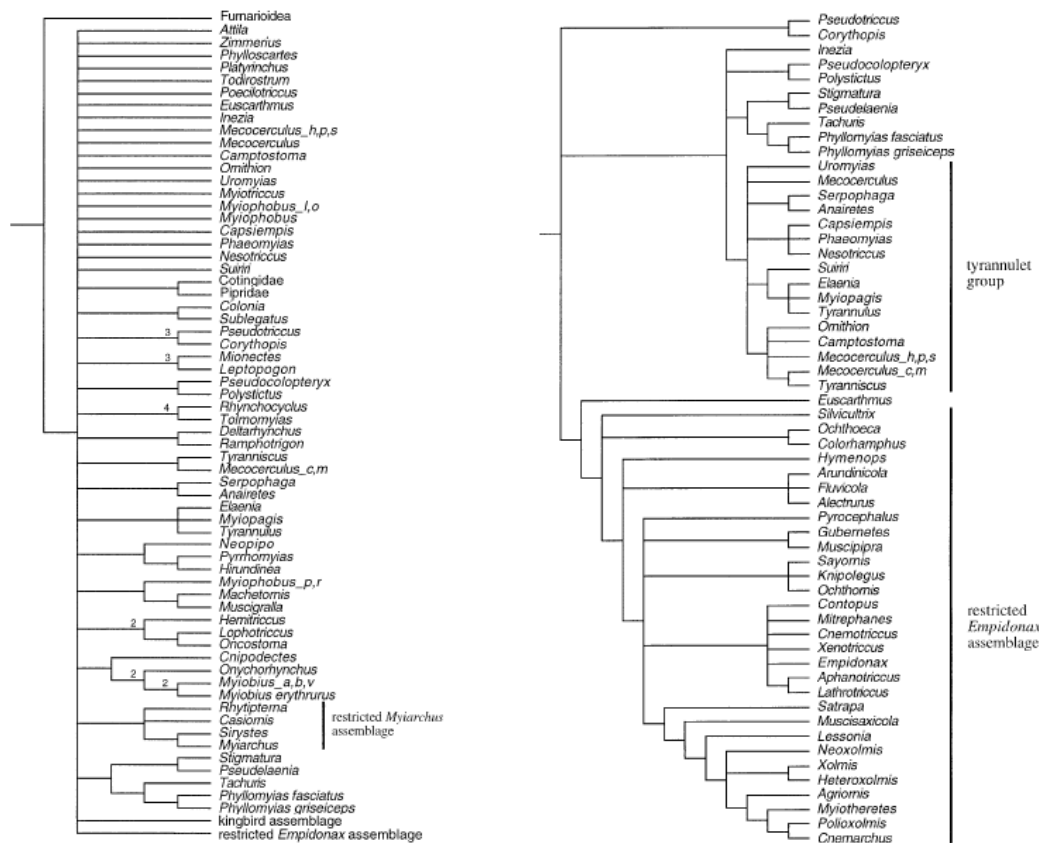 Furnarioidea
Attila
Zimmerius
Phylloscartes
Platyrinchus
Todirostrum
Poecilotriccus
Euscarthmus
Inezia
Mecocerculus_h,p,s
Mecocerculus
Camptostoma
Ornithion
Uromyias
Myiotriccus
Myiophobus_l,o
Myiophobus
Capsiempis
Phaeomyias
Nesotriccus
Suiriri
Cotingidae
Pipridae
Colonia
Sublegatus
3
Pseudotriccus
Corythopis
3
Mionectes
Leptopogon
Pseudocolopteryx
Polystictus
4
Rhynchocyclus
Tolmomyias
Deltarhynchus
Ramphotrigon
Tyranniscus
Mecocerculus_c,m
Serpophaga
Anairetes
Elaenia
Myiopagis
Tyrannulus
Neopipo
Pyrrhomyias
Hirundinea
Myiophobus_p,r
Machetornis
Muscigralla
2
Hemitriccus
Lophotriccus
Oncostoma
Cnipodectes
2
Onychorhynchus
2
Myiobius_a,b,v
Myiobius erythrurus
Rhytipterna
Casiornis
Sirystes
Myiarchus
restricted Myiarchus
assemblage
Stigmatura
Pseudelaenia
Tachuris
Phyllomyias fasciatus
Phyllomyias griseiceps
kingbird assemblage
restricted Empidonax assemblage
Pseudotriccus
Corythopis
Inezia
Pseudocolopteryx
Polystictus
Stigmatura
Pseudelaenia
Tachuris
Phyllomyias fasciatus
Phyllomyias griseiceps
Uromyias
Mecocerculus
Serpophaga
Anairetes
Capsiempis
Phaeomyias
Nesotriccus
Suiriri
Elaenia
Myiopagis
Tyrannulus
Ornithion
Camptostoma
Mecocerculus_h,p,s
Mecocerculus_c,m
Tyranniscus
tyrannulet
group
Euscarthmus
Silvicultrix
Ochthoeca
Colorhamphus
Hymenops
Arundinicola
Fluvicola
Alectrurus
Pyrocephalus
Gubernetes
Muscipipra
Sayornis
Knipolegus
Ochthornis
Contopus
Mitrephanes
Cnemotriccus
Xenotriccus
Empidonax
Aphanotriccus
Lathrotriccus
Satrapa
Muscisaxicola
Lessonia
Neoxolmis
Xolmis
Heteroxolmis
Agriornis
Myiotheretes
Polioxolmis
Cnemarchus
restricted
Empidonax
assemblage